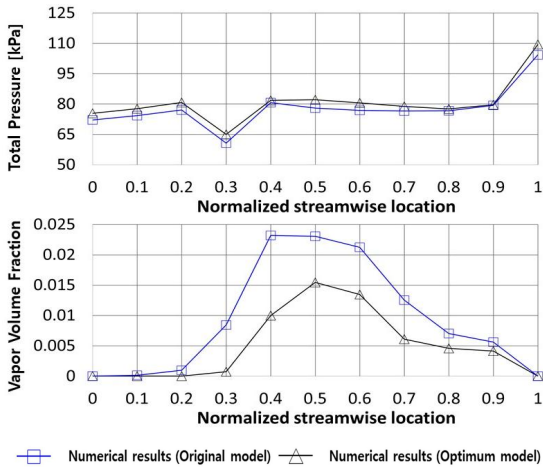 Total Pressure [kPa]
125
110
95
80
65
50
0 0.1 0.2 0.3 0.4 0.5 0.6 0.7 0.8 0.9 1
Normalized streamwise location
Vapor Volume Fraction
0.025
0.02
0.015
0.01
0.005
0
0 0.1 0.2 0.3 0.4 0.5 0.6 0.7 0.8 0.9 1
Normalized streamwise location
Numerical results (Original model)
Numerical results (Optimum model)